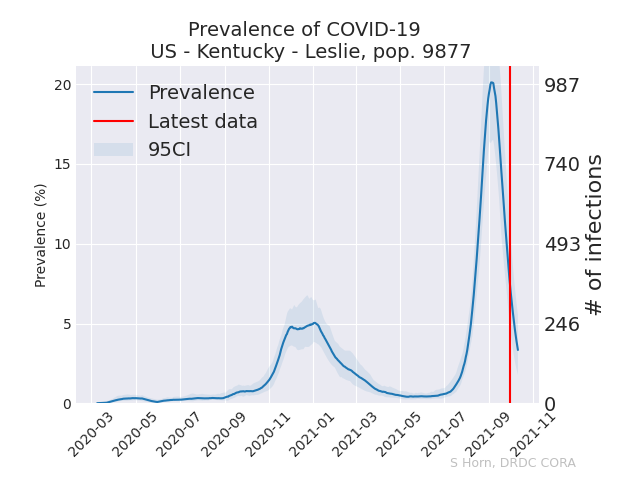 Prevalence of COVID-19
US - Kentucky - Leslie, pop. 9877
Prevalence
Latest data
95CI
Prevalence (%)
20
15
10
5
0
987
740
493
246
0
# of infections
2020-03
2020-05
2020-07
2020-09
2020-11
2021-01
2021-03
2021-05
2021-07
2021-09
2021-11
S Horn, DRDC CORA